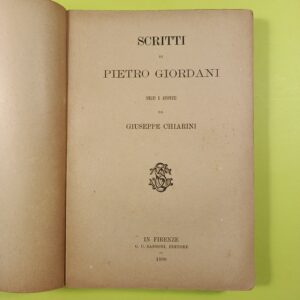 SCRITTI
DI
PIETRO GIORDANI
SCELTI E ANNOTATI
DA
GIUSEPPE CHIARINI
IN FIRENZE
G. C. SANSONI, EDITORE